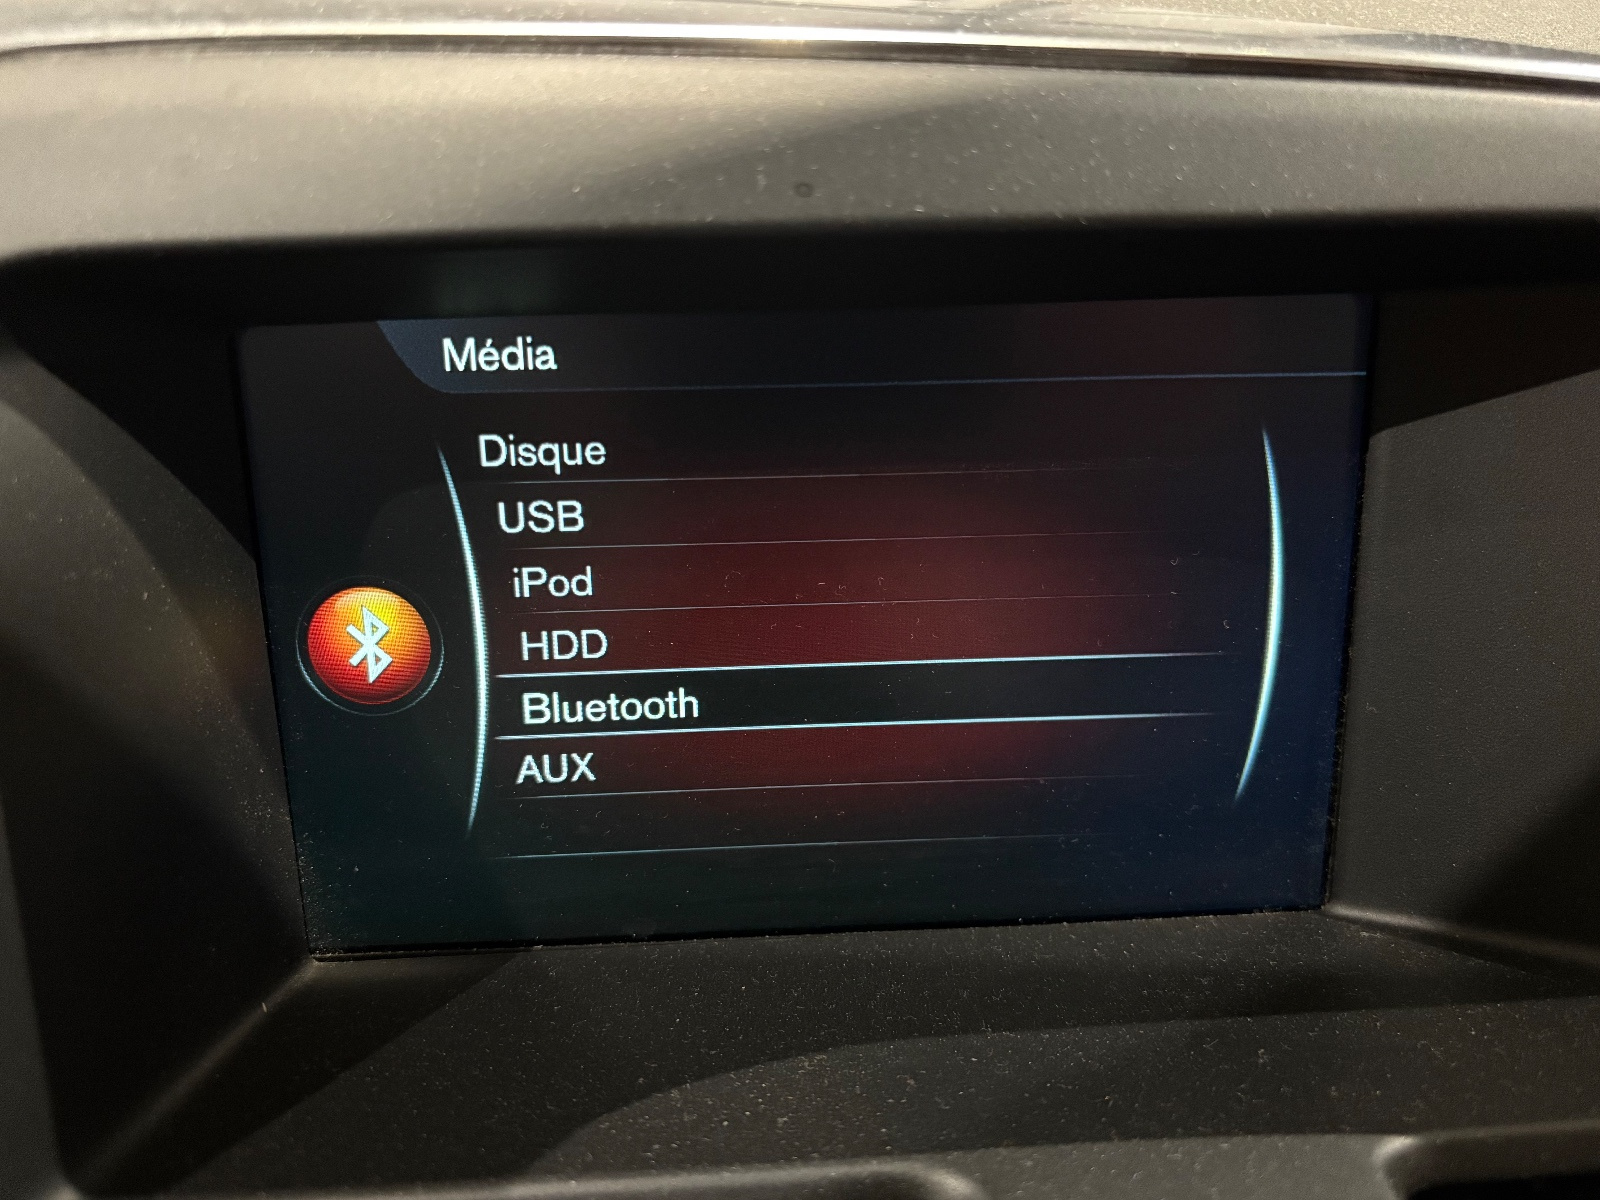 Média
Disque
USB
iPod
HDD
Bluetooth
AUX